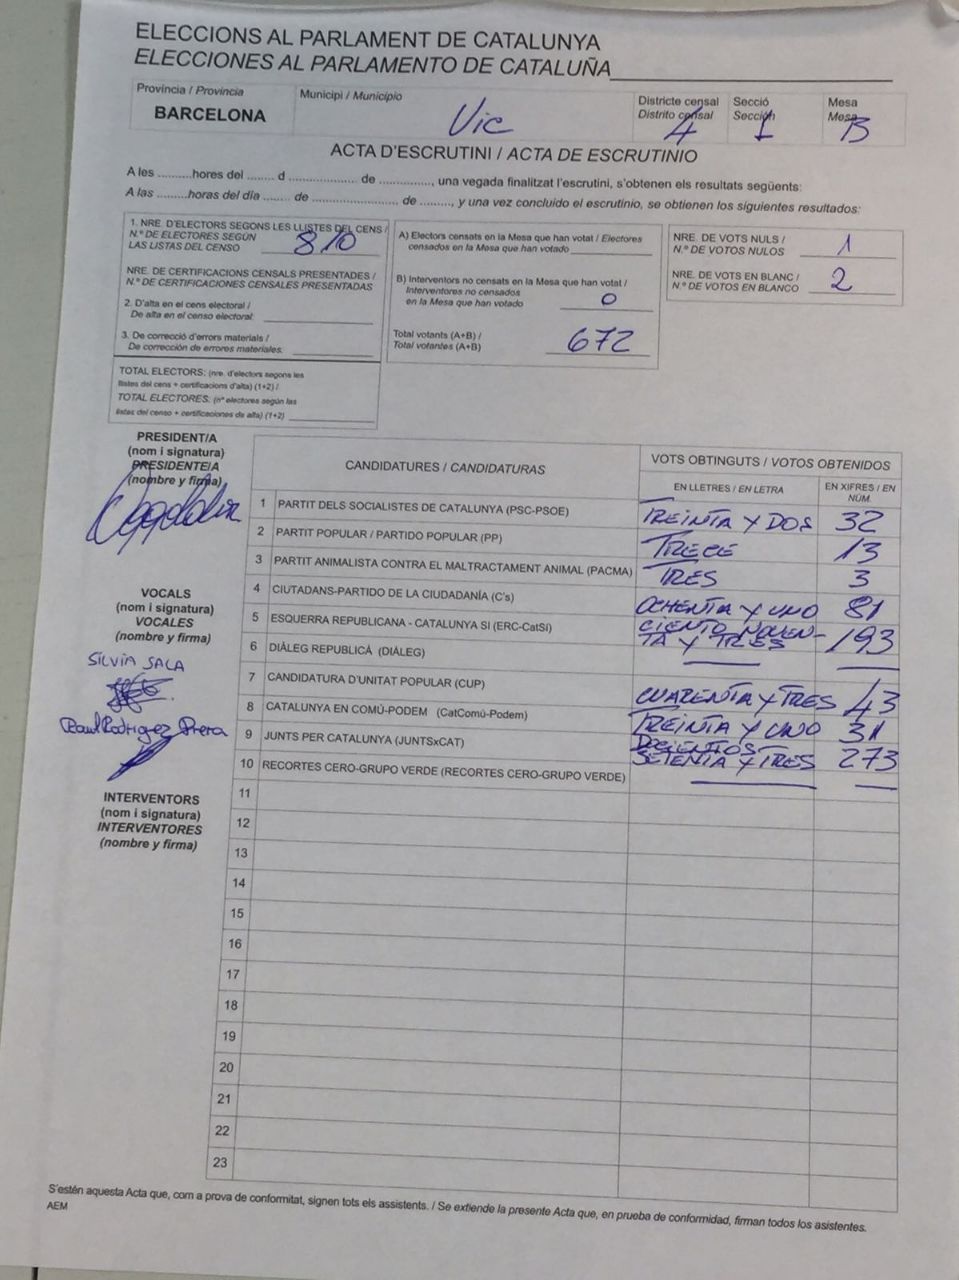 ELECCIONS AL PARLAMENT DE CATALUNYA
ELECCIONES AL PARLAMENTO DE CATALUÑA
Província / Provincia
BARCELONA
Municipi / Municipio
Vic
Districte censal
Distrito censal
4
Secció
Sección
1
Mesa
Mesa
B
ACTA D'ESCRUTINI / ACTA DE ESCRUTINIO
A les .........hores del ....... d ................... de .............., una vegada finalitzat l'escrutini, s'obtenen els resultats següents:
A las .........horas del día ....... de ........................... de ........, y una vez concluido el escrutinio, se obtienen los siguientes resultados:
1. NRE. D'ELECTORS SEGONS LES LLISTES DEL CENS /
N.º DE ELECTORES SEGÚN
LAS LISTAS DEL CENSO
810
NRE. DE CERTIFICACIONS CENSALS PRESENTADES /
N.º DE CERTIFICACIONES CENSALES PRESENTADAS
2. D'alta en el cens electoral /
De alta en el censo electoral:
3. De correcció d'errors materials /
De corrección de errores materiales:
TOTAL ELECTORS: (nre. d'electors segons les
llistes del cens + certificacions d'alta) (1+2) /
TOTAL ELECTORES: (nº electores según las
listas del censo + certificaciones de alta) (1+2)
A) Electors censats en la Mesa que han votat / Electores
censados en la Mesa que han votado
B) Interventors no censats en la Mesa que han votat /
Interventores no censados
en la Mesa que han votado
0
Total votants (A+B) /
Total votantes (A+B)
672
NRE. DE VOTS NULS /
N.º DE VOTOS NULOS
1
NRE. DE VOTS EN BLANC /
N.º DE VOTOS EN BLANCO
2
PRESIDENT/A
(nom i signatura)
PRESIDENTE/A
(nombre y firma)
VOCALS
(nom i signatura)
VOCALES
(nombre y firma)
SILVIA SALA
Raul Rodriguez
INTERVENTORS
(nom i signatura)
INTERVENTORES
(nombre y firma)
CANDIDATURES / CANDIDATURAS
VOTS OBTINGUTS / VOTOS OBTENIDOS
EN LLETRES / EN LETRA
EN XIFRES / EN
NÚM.
1 PARTIT DELS SOCIALISTES DE CATALUNYA (PSC-PSOE) TREINTA Y DOS 32
2 PARTIT POPULAR / PARTIDO POPULAR (PP) TRECE 13
3 PARTIT ANIMALISTA CONTRA EL MALTRACTAMENT ANIMAL (PACMA) TRES 3
4 CIUTADANS-PARTIDO DE LA CIUDADANÍA (C's) OCHENTA Y UNO 81
5 ESQUERRA REPUBLICANA - CATALUNYA SI (ERC-CatSí) CIENTO NOVEN-
TA Y TRES 193
6 DIÀLEG REPUBLICÀ (DIÀLEG)
7 CANDIDATURA D'UNITAT POPULAR (CUP) CUARENTA Y TRES 43
8 CATALUNYA EN COMÚ-PODEM (CatComú-Podem) TREINTA Y UNO 31
9 JUNTS PER CATALUNYA (JUNTSxCAT) DOCIENTOS
SETENTA Y TRES 273
10 RECORTES CERO-GRUPO VERDE (RECORTES CERO-GRUPO VERDE)
11
12
13
14
15
16
17
18
19
20
21
22
23
S'estén aquesta Acta que, com a prova de conformitat, signen tots els assistents. / Se extiende la presente Acta que, en prueba de conformidad, firman todos los asistentes.
AEM